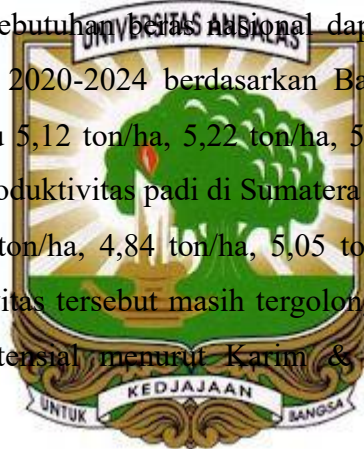 ebutuhan beras nasional dap
UNIVERSITAS ANDALAS
2020-2024 berdasarkan Ba
5,12 ton/ha, 5,22 ton/ha, 5
oduktivitas padi di Sumatera
ton/ha, 4,84 ton/ha, 5,05 to
itas tersebut masih tergolon
tensial menurut Karim &
KEDJAJAAN
UNTUK BANGSA